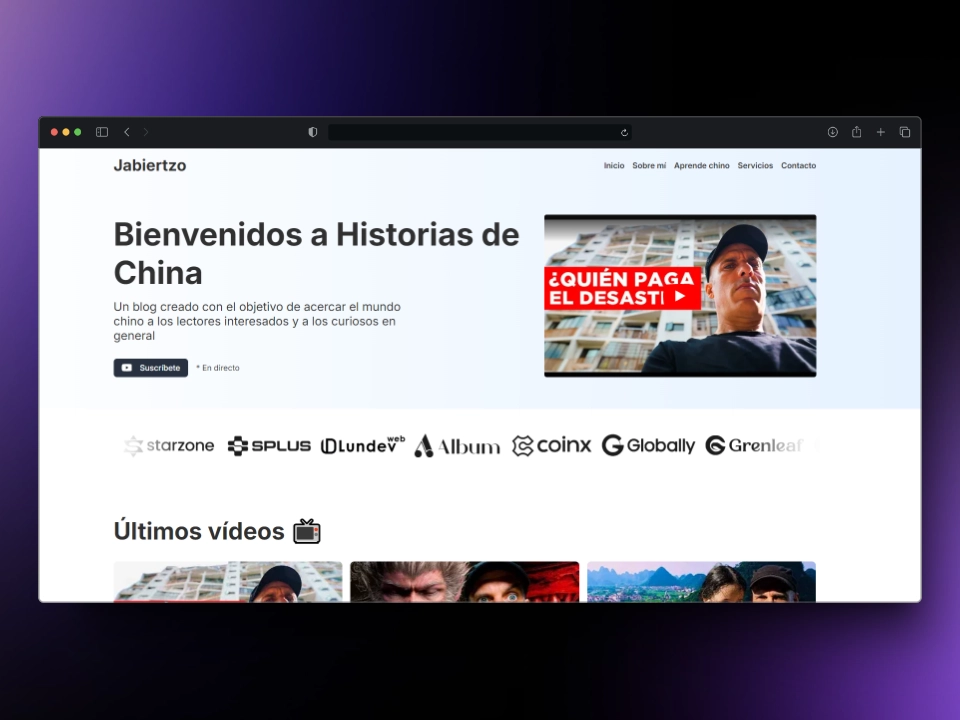 Jabiertzo
Inicio Sobre mí Aprende chino Servicios Contacto
Bienvenidos a Historias de
China
Un blog creado con el objetivo de acercar el mundo
chino a los lectores interesados y a los curiosos en
general
Suscríbete * En directo
¿QUIÉN PAGA
EL DESAST
starzone SPLUS Lundev web Album coinx Globally Grenleaf
Últimos vídeos